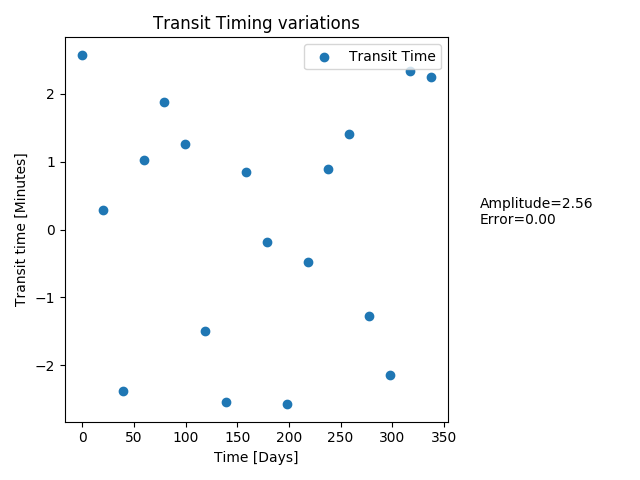 Transit Timing variations
Transit Time
2
1
0
−1
−2
Transit time [Minutes]
0
50
100
150
200
250
300
350
Time [Days]
Amplitude=2.56
Error=0.00